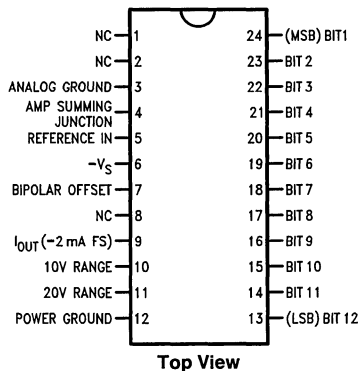 NC 1 24 (MSB) BIT1
NC 2 23 BIT 2
ANALOG GROUND 3 22 BIT 3
AMP SUMMING
JUNCTION 4 21 BIT 4
REFERENCE IN 5 20 BIT 5
-VS 6 19 BIT 6
BIPOLAR OFFSET 7 18 BIT 7
NC 8 17 BIT 8
IOUT (-2 mA FS) 9 16 BIT 9
10V RANGE 10 15 BIT 10
20V RANGE 11 14 BIT 11
POWER GROUND 12 13 (LSB) BIT 12
Top View